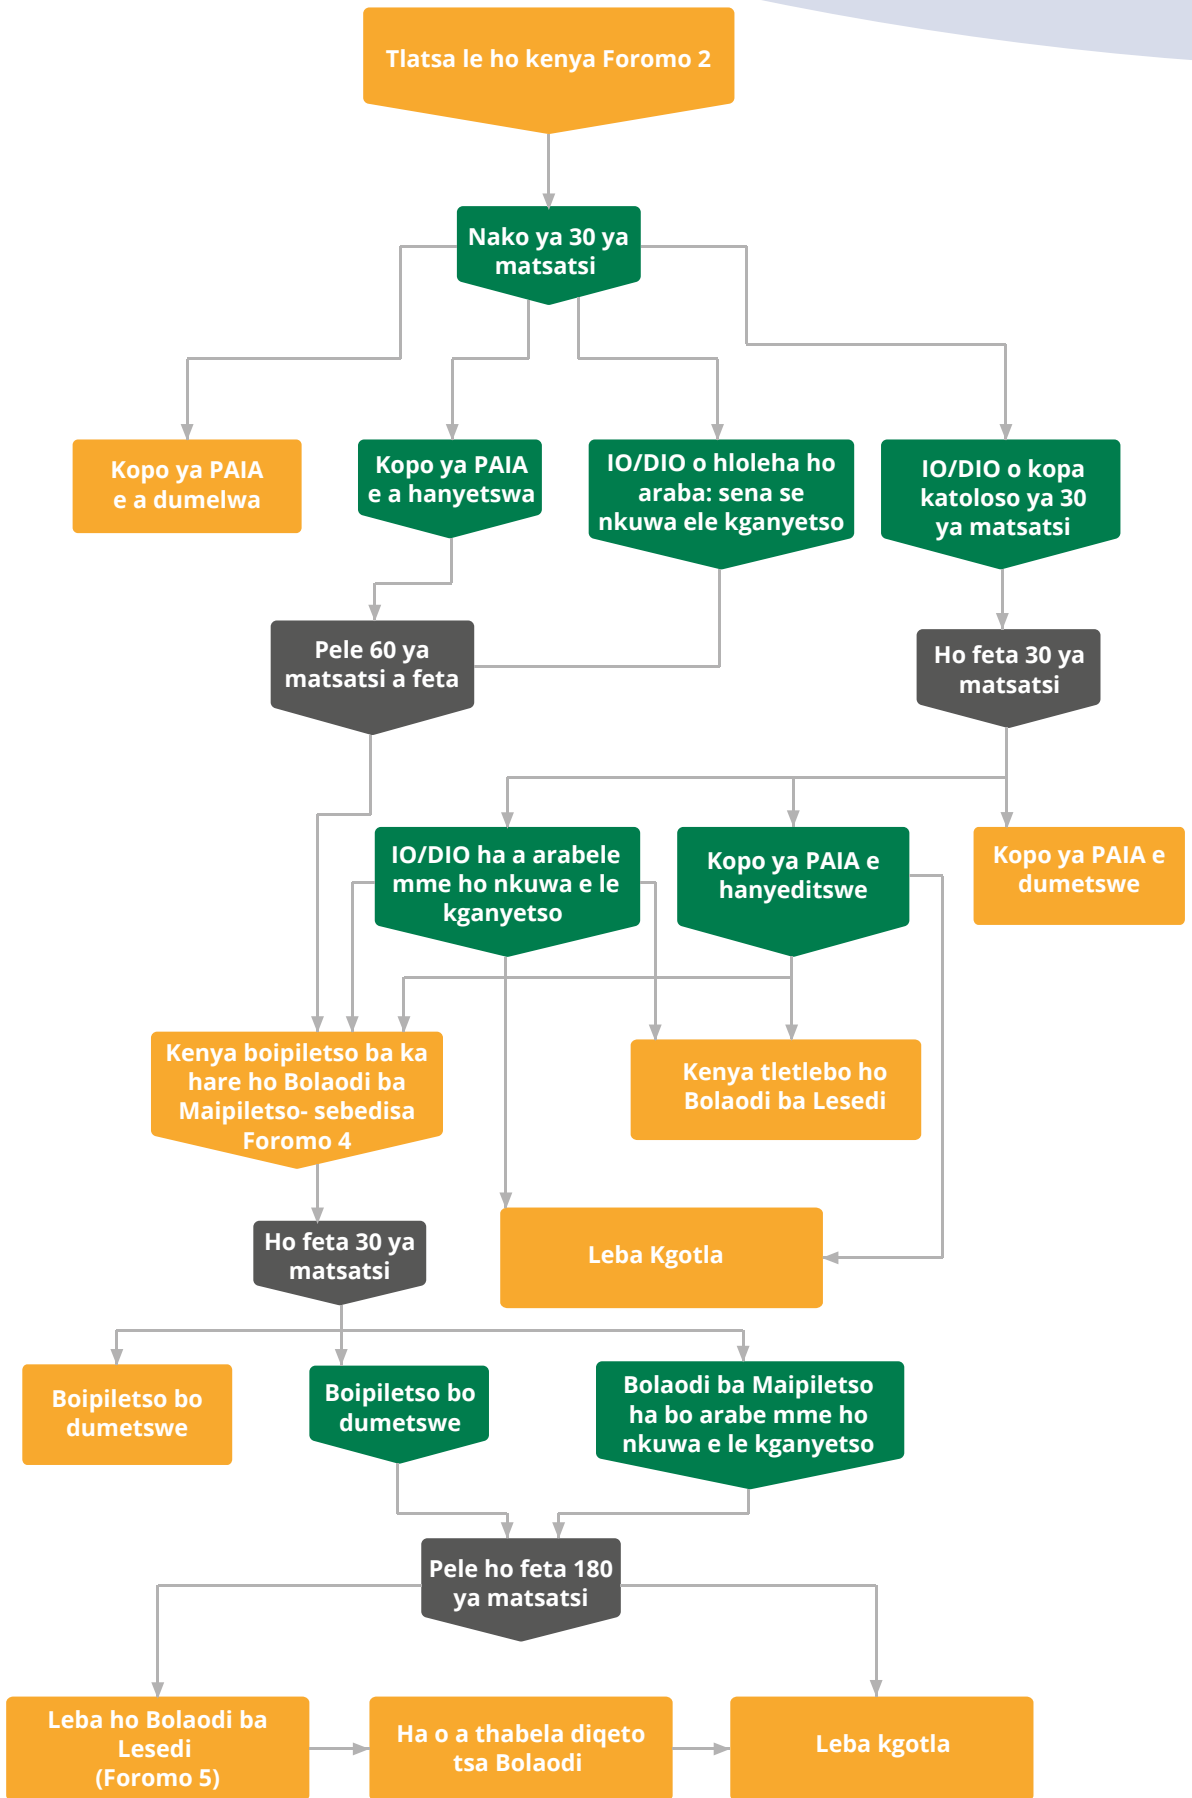 Tlatsa le ho kenya Foromo 2
Nako ya 30 ya
matsatsi
Kopo ya PAIA
e a dumelwa
Kopo ya PAIA
e a hanyetswa
IO/DIO o hloleha ho
araba: sena se
nkuwa ele kganyetso
IO/DIO o kopa
katoloso ya 30
ya matsatsi
Pele 60 ya
matsatsi a feta
Ho feta 30 ya
matsatsi
IO/DIO ha a arabele
mme ho nkuwa e le
kganyetso
Kopo ya PAIA e
hanyeditswe
Kopo ya PAIA e
dumetswe
Kenya boipiletso ba ka
hare ho Bolaodi ba
Maipiletso- sebedisa
Foromo 4
Kenya tletlebo ho
Bolaodi ba Lesedi
Leba Kgotla
Ho feta 30 ya
matsatsi
Boipiletso bo
dumetswe
Boipiletso bo
dumetswe
Bolaodi ba Maipiletso
ha bo arabe mme ho
nkuwa e le kganyetso
Pele ho feta 180
ya matsatsi
Leba ho Bolaodi ba
Lesedi
(Foromo 5)
Ha o a thabela diqeto
tsa Bolaodi
Leba kgotla